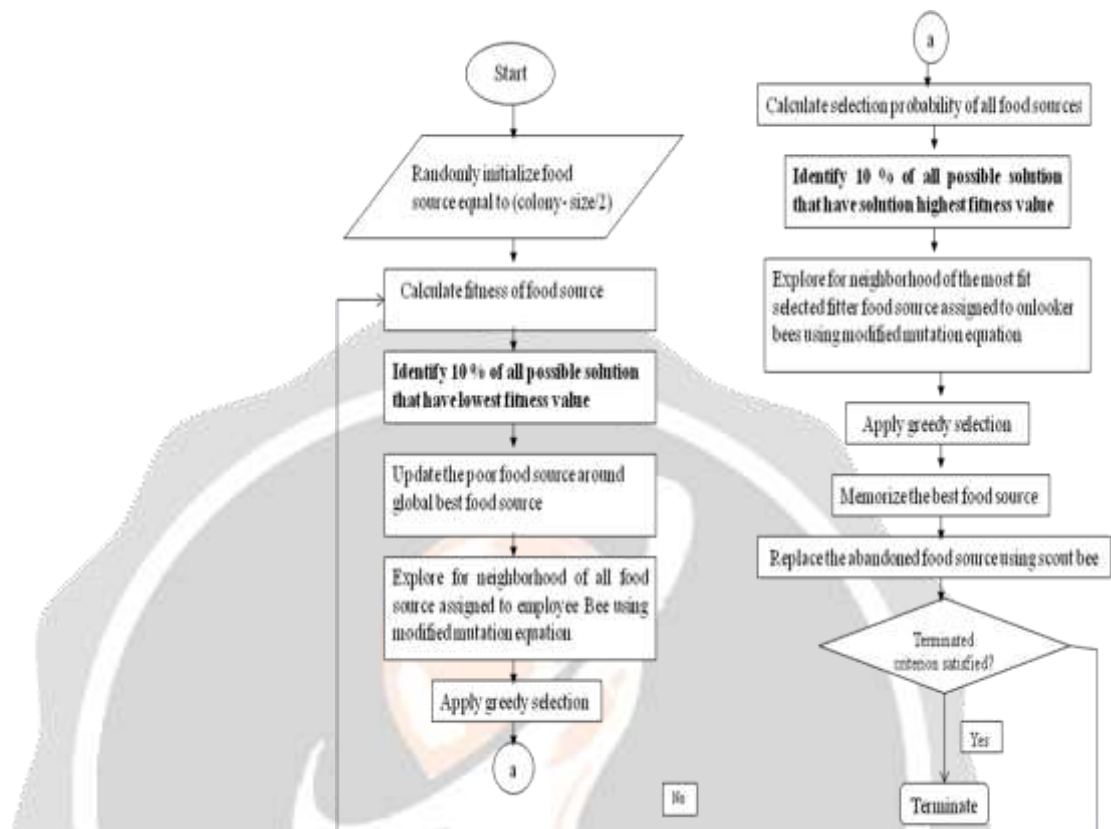 Start
Randomly initialize food
source equal to (colony- size/2)
Calculate fitness of food source
Identify 10 % of all possible solution
that have lowest fitness value
Update the poor food source around
global best food source
Explore for neighborhood of all food
source assigned to employee Bee using
modified mutation equation
Apply greedy selection
a
a
Calculate selection probability of all food sources
Identify 10 % of all possible solution
that have solution highest fitness value
Explore for neighborhood of the most fit
selected fitter food source assigned to onlooker
bees using modified mutation equation
Apply greedy selection
Memorize the best food source
Replace the abandoned food source using scout bee
Terminated
criterion satisfied?
Yes
No
Terminate